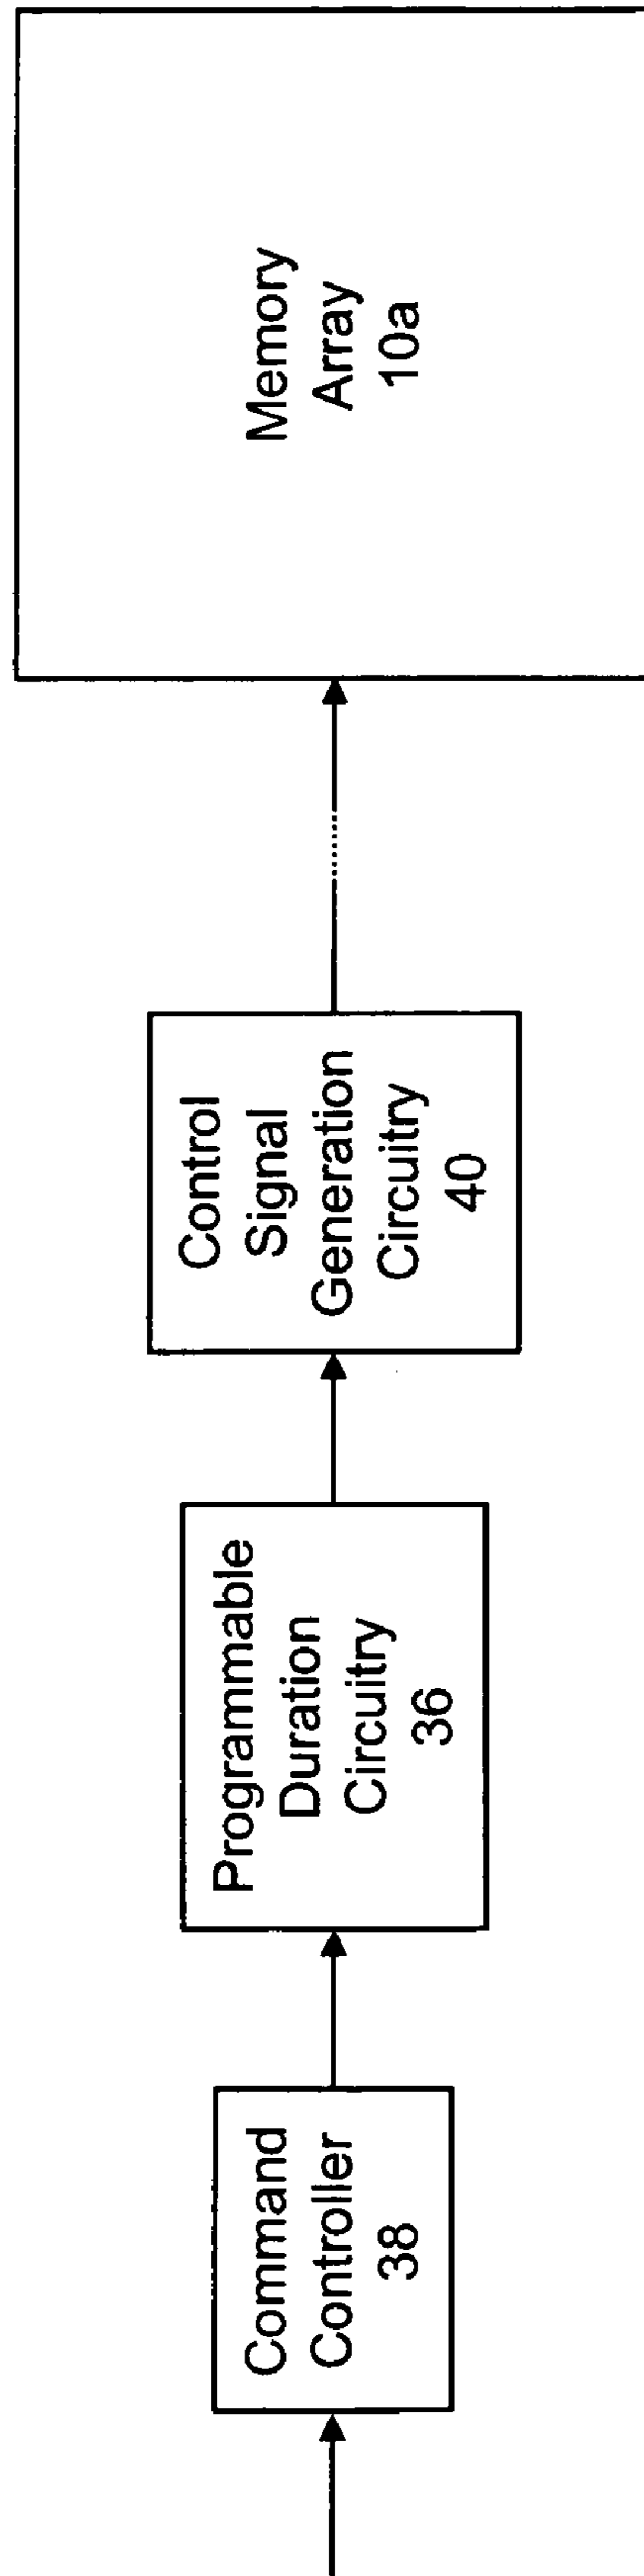 Command
Controller
38
Programmable
Duration
Circuitry
36
Control
Signal
Generation
Circuitry
40
Memory
Array
10a